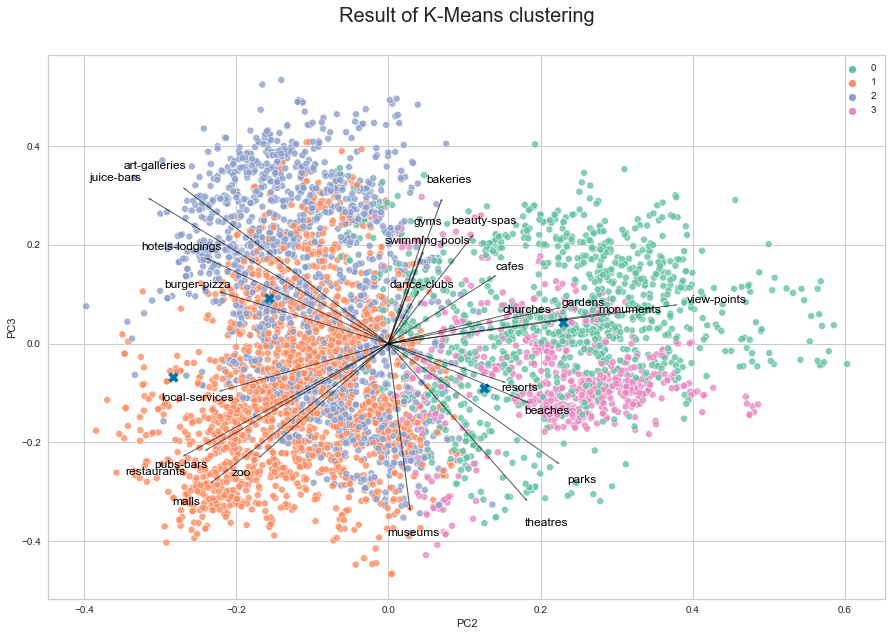 Result of K-Means clustering
0
1
2
3
art-galleries
juice-bars
bakeries
gyms
beauty-spas
swimming-pools
hotels-lodgings
cafes
burger-pizza
dance-clubs
churches
gardens
monuments
view-points
local-services
resorts
beaches
pubs-bars
restaurants
zoo
malls
parks
theatres
museums
0.4
0.2
0.0
−0.2
−0.4
PC3
−0.4
−0.2
0.0
0.2
0.4
0.6
PC2